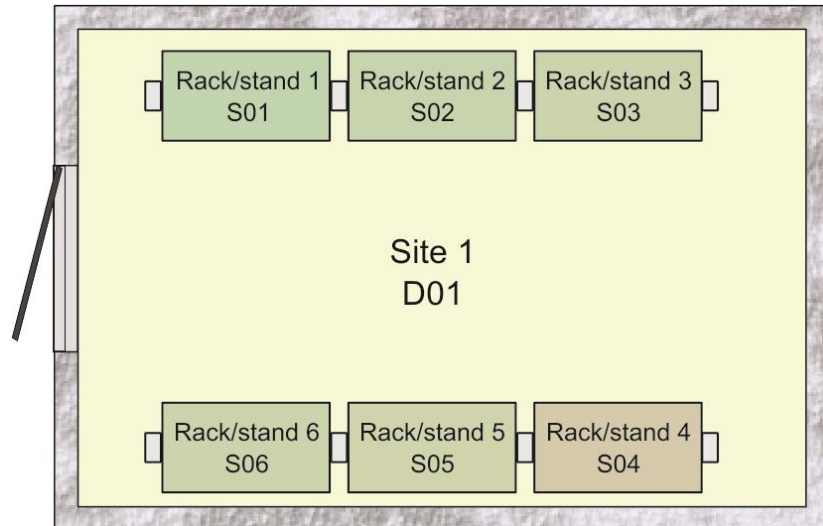 Rack/stand 1
S01
Rack/stand 2
S02
Rack/stand 3
S03
Site 1
D01
Rack/stand 6
S06
Rack/stand 5
S05
Rack/stand 4
S04